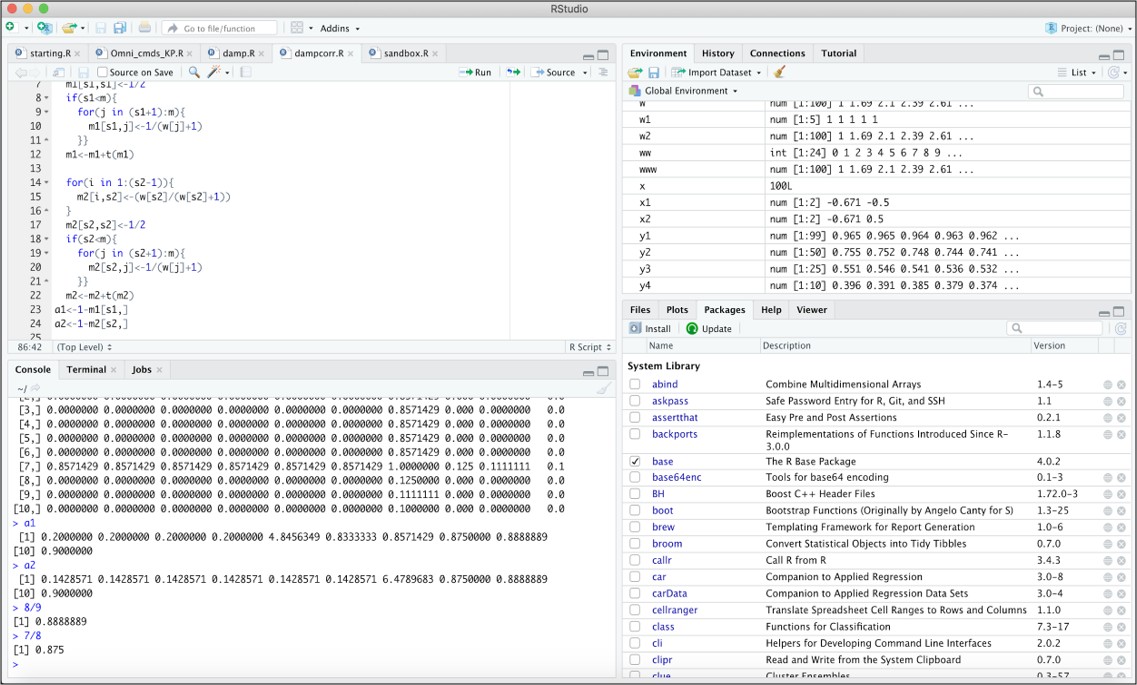 RStudio
Go to file/function
Addins
Project: (None)
starting.R
Omni_cmds_KP.R
damp.R
dampcorr.R
sandbox.R
Source on Save
Run
Source
7 m1[s1,s1]<-1/2
8 if(s1<m){
9 for(j in (s1+1):m){
10 m1[s1,j]<-1/(w[j]+1)
11 }}
12 m1<-m1+t(m1)
13
14 for(i in 1:(s2-1)){
15 m2[i,s2]<-(w[s2]/(w[s2]+1))
16 }
17 m2[s2,s2]<-1/2
18 if(s2<m){
19 for(j in (s2+1):m){
20 m2[s2,j]<-1/(w[j]+1)
21 }}
22 m2<-m2+t(m2)
23 a1<-1-m1[s1,]
24 a2<-1-m2[s2,]
25
86:42 (Top Level) R Script
Console Terminal Jobs
~/
[2,] 0.0000000 0.0000000 0.0000000 0.0000000 0.0000000 0.0000000 0.8571429 0.000 0.0000000 0.0
[3,] 0.0000000 0.0000000 0.0000000 0.0000000 0.0000000 0.0000000 0.8571429 0.000 0.0000000 0.0
[4,] 0.0000000 0.0000000 0.0000000 0.0000000 0.0000000 0.0000000 0.8571429 0.000 0.0000000 0.0
[5,] 0.0000000 0.0000000 0.0000000 0.0000000 0.0000000 0.0000000 0.8571429 0.000 0.0000000 0.0
[6,] 0.0000000 0.0000000 0.0000000 0.0000000 0.0000000 0.0000000 0.8571429 0.000 0.0000000 0.0
[7,] 0.8571429 0.8571429 0.8571429 0.8571429 0.8571429 0.8571429 1.0000000 0.125 0.1111111 0.1
[8,] 0.0000000 0.0000000 0.0000000 0.0000000 0.0000000 0.0000000 0.1250000 0.000 0.0000000 0.0
[9,] 0.0000000 0.0000000 0.0000000 0.0000000 0.0000000 0.0000000 0.1111111 0.000 0.0000000 0.0
[10,] 0.0000000 0.0000000 0.0000000 0.0000000 0.0000000 0.0000000 0.1000000 0.000 0.0000000 0.0
> a1
[1] 0.2000000 0.2000000 0.2000000 0.2000000 4.8456349 0.8333333 0.8571429 0.8750000 0.8888889
[10] 0.9000000
> a2
[1] 0.1428571 0.1428571 0.1428571 0.1428571 0.1428571 0.1428571 6.4789683 0.8750000 0.8888889
[10] 0.9000000
> 8/9
[1] 0.8888889
> 7/8
[1] 0.875
>
Environment History Connections Tutorial
Import Dataset List
Global Environment
w num [1:100] 1 1.69 2.1 2.39 2.61 ...
w1 num [1:5] 1 1 1 1 1
w2 num [1:100] 1 1.69 2.1 2.39 2.61 ...
ww int [1:24] 0 1 2 3 4 5 6 7 8 9 ...
www num [1:100] 1 1.69 2.1 2.39 2.61 ...
x 100L
x1 num [1:2] -0.671 -0.5
x2 num [1:2] -0.671 0.5
y1 num [1:99] 0.965 0.965 0.964 0.963 0.962 ...
y2 num [1:50] 0.755 0.752 0.748 0.744 0.741 ...
y3 num [1:25] 0.551 0.546 0.541 0.536 0.532 ...
y4 num [1:10] 0.396 0.391 0.385 0.379 0.374 ...
Files Plots Packages Help Viewer
Install Update
Name Description Version
System Library
abind Combine Multidimensional Arrays 1.4-5
askpass Safe Password Entry for R, Git, and SSH 1.1
assertthat Easy Pre and Post Assertions 0.2.1
backports Reimplementations of Functions Introduced Since R- 1.1.8
3.0.0
base The R Base Package 4.0.2
base64enc Tools for base64 encoding 0.1-3
BH Boost C++ Header Files 1.72.0-3
boot Bootstrap Functions (Originally by Angelo Canty for S) 1.3-25
brew Templating Framework for Report Generation 1.0-6
broom Convert Statistical Objects into Tidy Tibbles 0.7.0
callr Call R from R 3.4.3
car Companion to Applied Regression 3.0-8
carData Companion to Applied Regression Data Sets 3.0-4
cellranger Translate Spreadsheet Cell Ranges to Rows and Columns 1.1.0
class Functions for Classification 7.3-17
cli Helpers for Developing Command Line Interfaces 2.0.2
clipr Read and Write from the System Clipboard 0.7.0
clue Cluster Ensembles 0.3-57